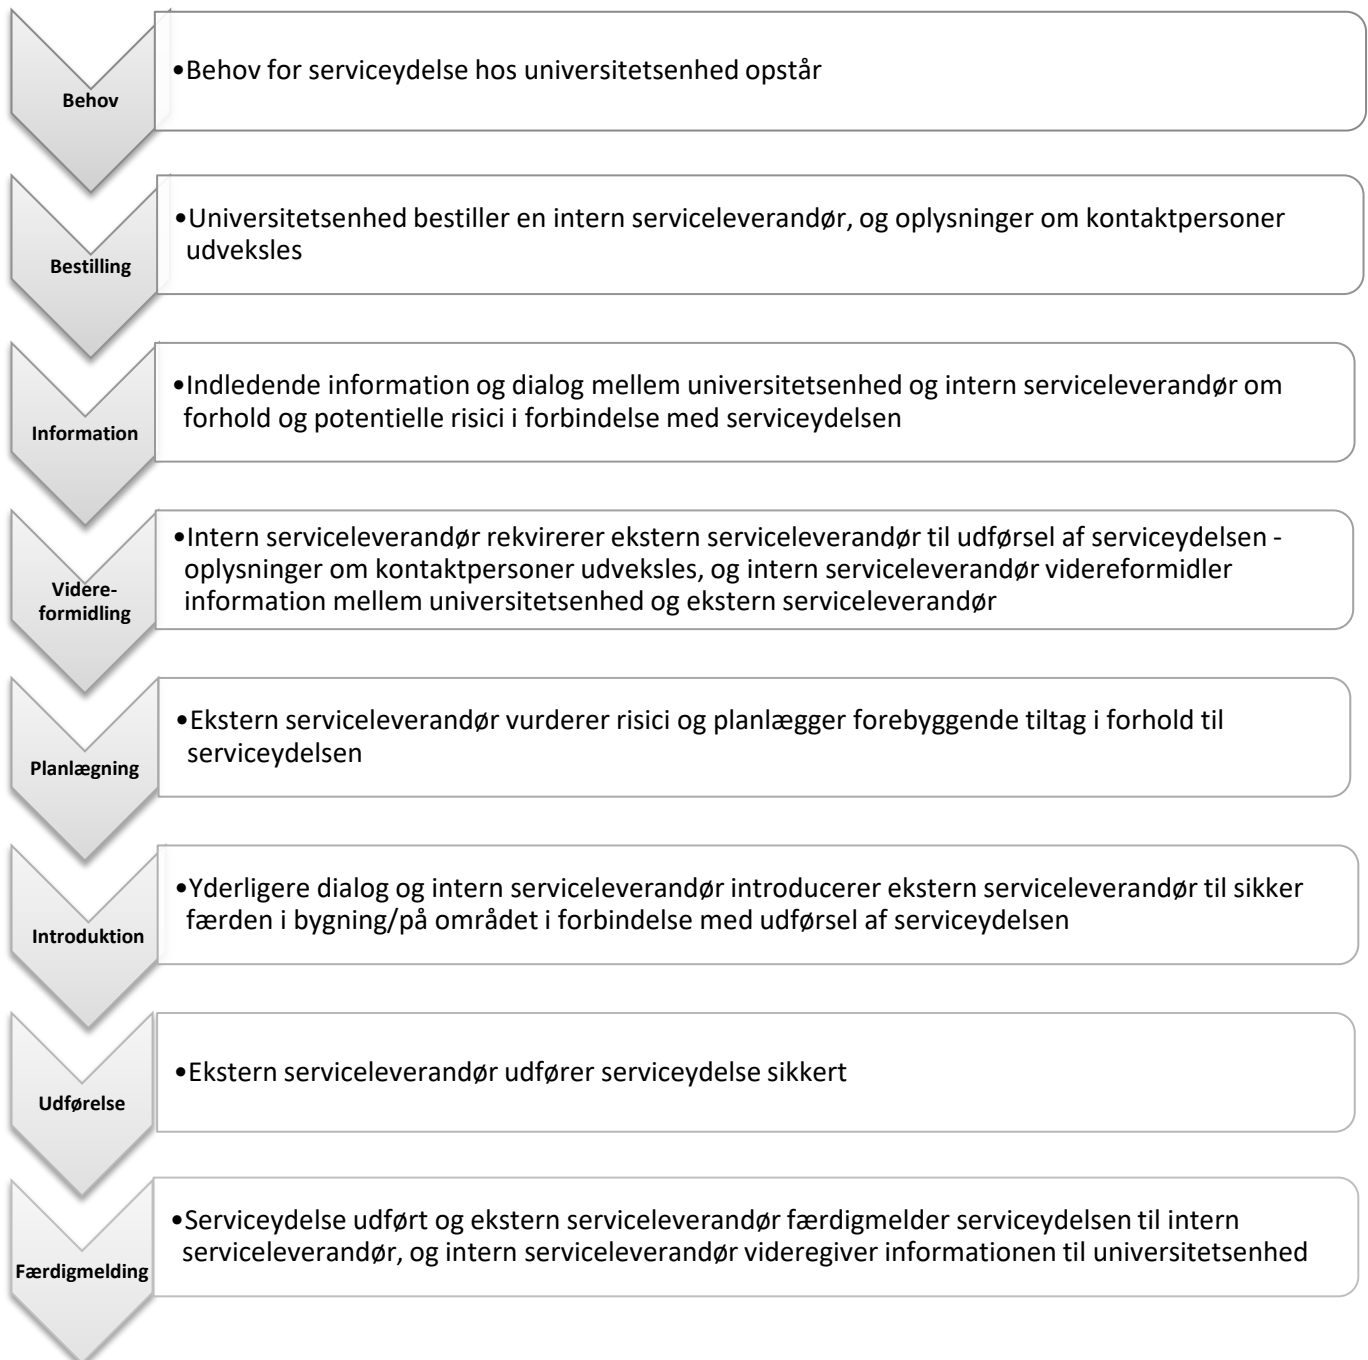 Behov
•Behov for serviceydelse hos universitetsenhed opstår
Bestilling
•Universitetsenhed bestiller en intern serviceleverandør, og oplysninger om kontaktpersoner
udveksles
Information
•Indledende information og dialog mellem universitetsenhed og intern serviceleverandør om
forhold og potentielle risici i forbindelse med serviceydelsen
Videre-
formidling
•Intern serviceleverandør rekvirerer ekstern serviceleverandør til udførsel af serviceydelsen -
oplysninger om kontaktpersoner udveksles, og intern serviceleverandør videreformidler
information mellem universitetsenhed og ekstern serviceleverandør
Planlægning
•Ekstern serviceleverandør vurderer risici og planlægger forebyggende tiltag i forhold til
serviceydelsen
Introduktion
•Yderligere dialog og intern serviceleverandør introducerer ekstern serviceleverandør til sikker
færden i bygning/på området i forbindelse med udførsel af serviceydelsen
Udførelse
•Ekstern serviceleverandør udfører serviceydelse sikkert
Færdigmelding
•Serviceydelse udført og ekstern serviceleverandør færdigmelder serviceydelsen til intern
serviceleverandør, og intern serviceleverandør videregiver informationen til universitetsenhed